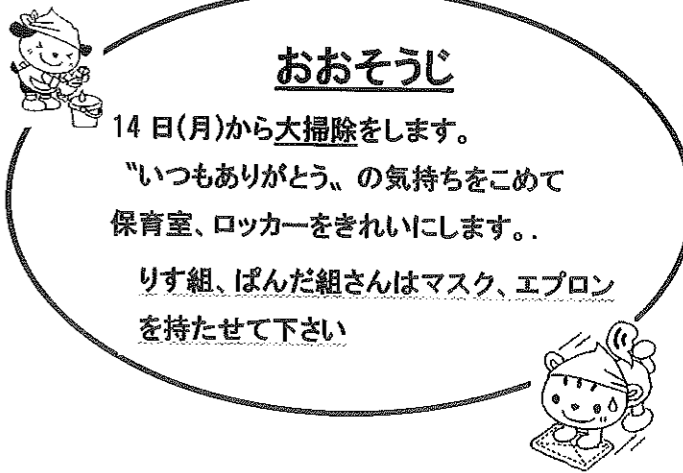 おおそうじ
14日(月)から大掃除をします。
〝いつもありがとう〟の気持ちをこめて
保育室、ロッカーをきれいにします。.
りす組、ぱんだ組さんはマスク、エプロン
を持たせて下さい